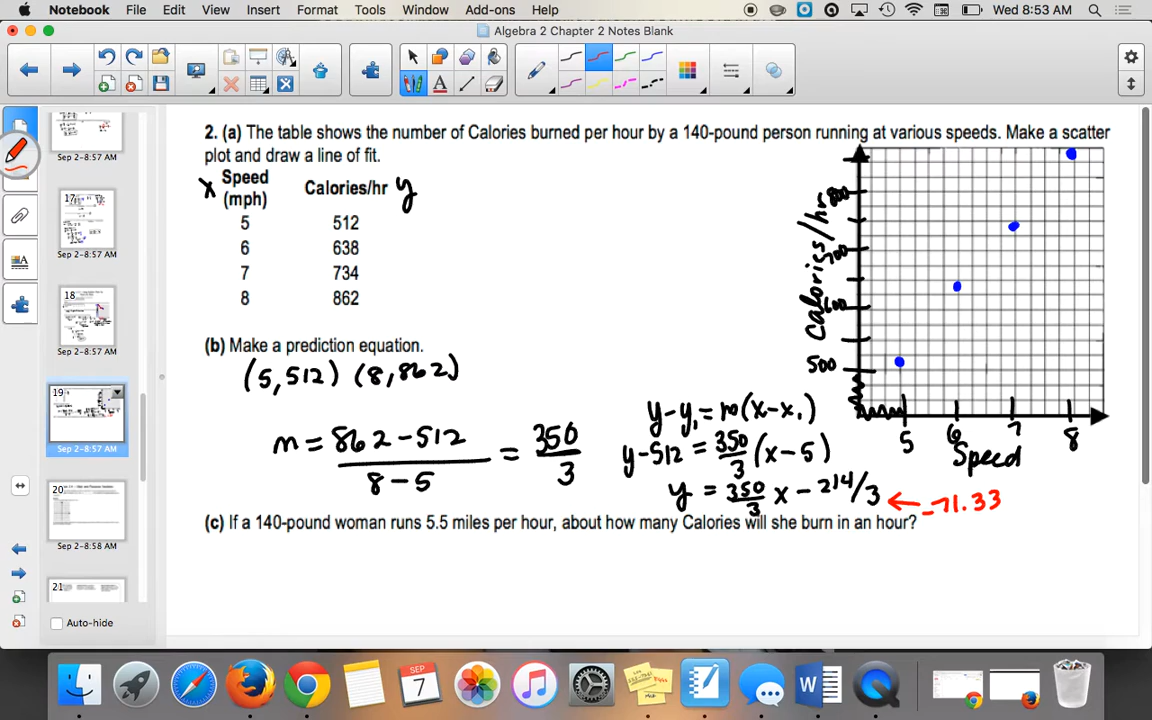 Notebook File Edit View Insert Format Tools Window Add-ons Help Wed 8:53 AM
Algebra 2 Chapter 2 Notes Blank
Sep 2-8:57 AM
17
Sep 2-8:57 AM
18
Sep 2-8:57 AM
19
Sep 2-8:57 AM
20
Sep 2-8:58 AM
21
Auto-hide
2. (a) The table shows the number of Calories burned per hour by a 140-pound person running at various speeds. Make a scatter
plot and draw a line of fit.
x Speed (mph) Calories/hr y
5 512
6 638
7 734
8 862
Calories/hr
800
700
600
500
5 6 7 8
Speed
(b) Make a prediction equation.
(5,512) (8,862)
m = 862-512 / 8-5 = 350/3
y-y₁=m(x-x₁)
y-512 = 350/3 (x-5)
y = 350/3 x - 214/3 ← -71.33
(c) If a 140-pound woman runs 5.5 miles per hour, about how many Calories will she burn in an hour?
SEP
7
W